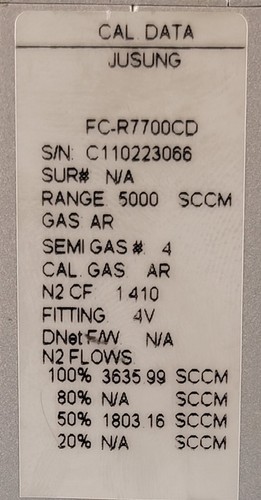 CAL DATA
JUSUNG
FC-R7700CD
S/N: C110223066
SUR# N/A
RANGE 5000 SCCM
GAS AR
SEMI GAS #: 4
CAL. GAS AR
N2 CF 1.410
FITTING 4V
DNet F/W N/A
N2 FLOWS
100% 3635.99 SCCM
80% N/A SCCM
50% 1803.16 SCCM
20% N/A SCCM